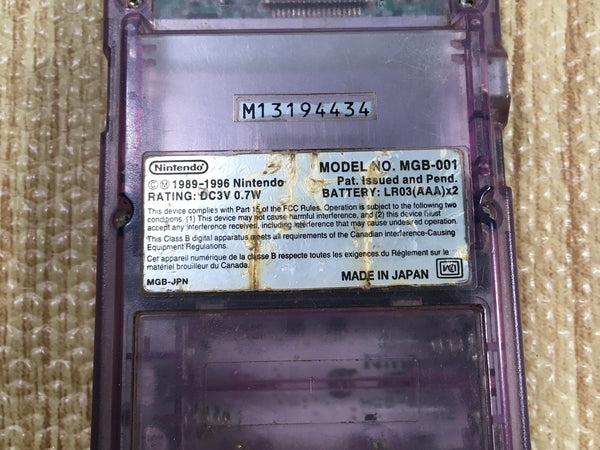 M13194434
Nintendo
MODEL NO. MGB-001
©Ⓜ 1989-1996 Nintendo
Pat. Issued and Pend.
RATING: DC3V 0.7W
BATTERY: LR03(AAA)x2
This device complies with Part 15 of the FCC Rules. Operation is subject to the following two
conditions. (1) This device may not cause harmful interference, and (2) this device must
accept any interference received, including interference that may cause undesired operation.
This Class B digital apparatus meets all requirements of the Canadian Interference-Causing
Equipment Regulations.
Cet appareil numérique de la classe B respecte toutes les exigences du Règlement sur le
matériel brouilleur du Canada.
MADE IN JAPAN
MGB-JPN